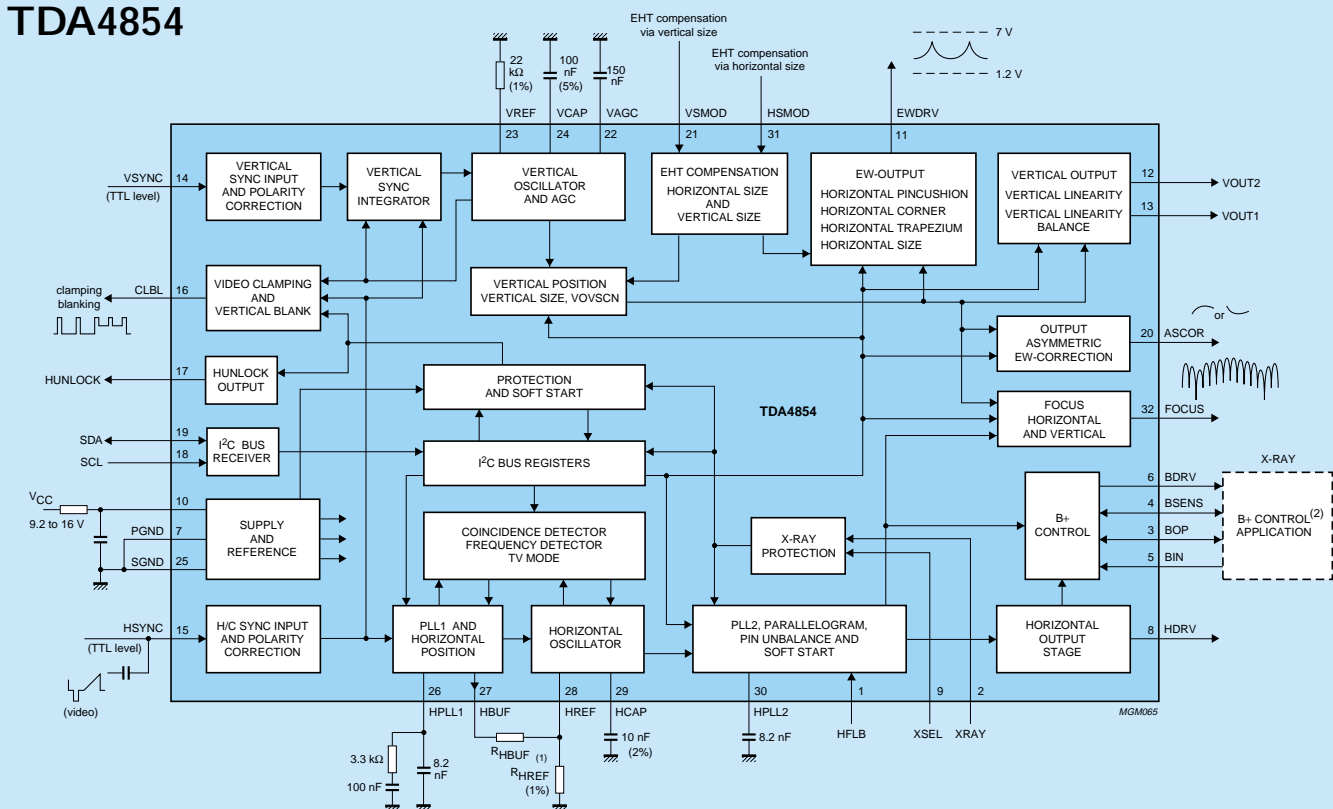 TDA4854
EHT compensation
via vertical size
EHT compensation
via horizontal size
7 V
1.2 V
22
kΩ
(1%)
100
nF
(5%)
150
nF
VREF
VCAP
VAGC
VSMOD
HSMOD
EWDRV
23
24
22
21
31
11
VSYNC
(TTL level)
14
VERTICAL
SYNC INPUT
AND POLARITY
CORRECTION
VERTICAL
SYNC
INTEGRATOR
VERTICAL
OSCILLATOR
AND AGC
EHT COMPENSATION
HORIZONTAL SIZE
AND
VERTICAL SIZE
EW-OUTPUT
HORIZONTAL PINCUSHION
HORIZONTAL CORNER
HORIZONTAL TRAPEZIUM
HORIZONTAL SIZE
VERTICAL OUTPUT
VERTICAL LINEARITY
VERTICAL LINEARITY
BALANCE
12
VOUT2
13
VOUT1
clamping
blanking
CLBL
16
VIDEO CLAMPING
AND
VERTICAL BLANK
VERTICAL POSITION
VERTICAL SIZE, VOVSCN
OUTPUT
ASYMMETRIC
EW-CORRECTION
or
20
ASCOR
HUNLOCK
17
HUNLOCK
OUTPUT
PROTECTION
AND SOFT START
TDA4854
FOCUS
HORIZONTAL
AND VERTICAL
32
FOCUS
SDA
19
SCL
18
I2C BUS
RECEIVER
I2C BUS REGISTERS
VCC
9.2 to 16 V
10
PGND
7
SGND
25
SUPPLY
AND
REFERENCE
COINCIDENCE DETECTOR
FREQUENCY DETECTOR
TV MODE
X-RAY
PROTECTION
B+
CONTROL
6
BDRV
4
BSENS
3
BOP
5
BIN
X-RAY
B+ CONTROL(2)
APPLICATION
HSYNC
(TTL level)
(video)
15
H/C SYNC INPUT
AND POLARITY
CORRECTION
PLL1 AND
HORIZONTAL
POSITION
HORIZONTAL
OSCILLATOR
PLL2, PARALLELOGRAM,
PIN UNBALANCE AND
SOFT START
HORIZONTAL
OUTPUT
STAGE
8
HDRV
26
27
28
29
30
1
9
2
HPLL1
HBUF
HREF
HCAP
HPLL2
HFLB
XSEL
XRAY
MGM065
3.3 kΩ
100 nF
8.2
nF
RHBUF (1)
RHREF
(1%)
10 nF
(2%)
8.2 nF